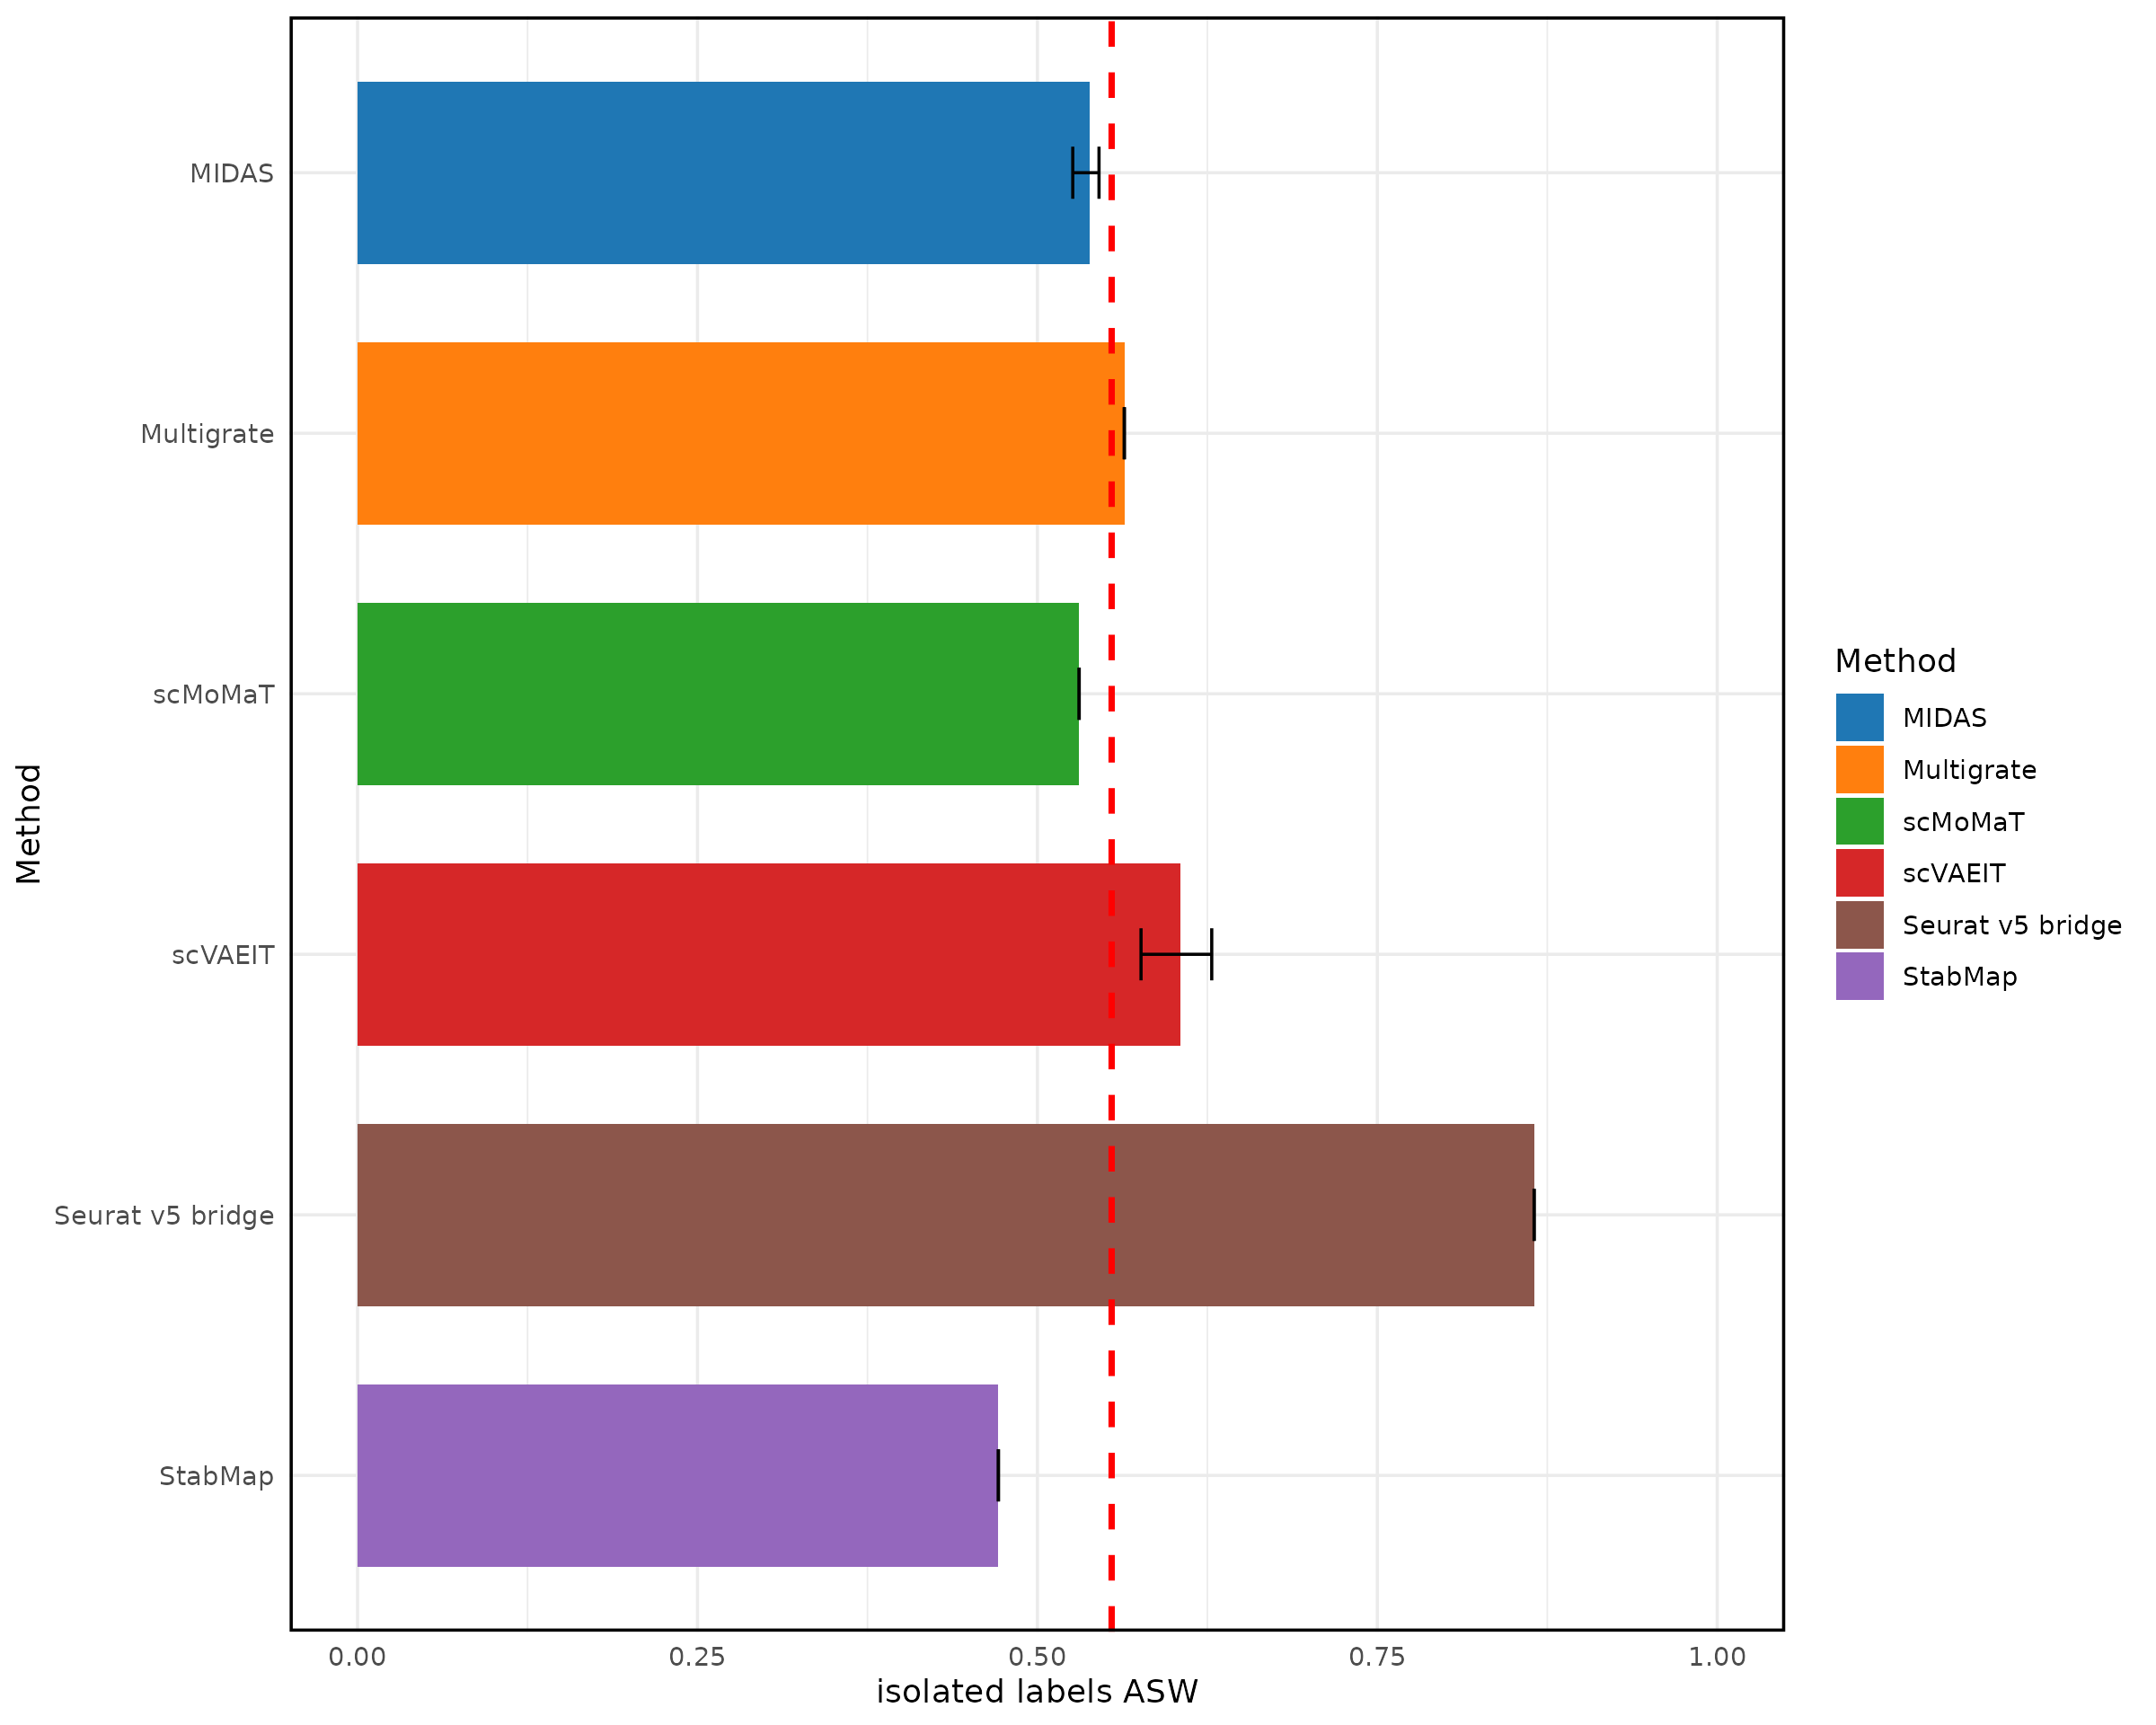 MIDAS
Multigrate
scMoMaT
scVAEIT
Seurat v5 bridge
StabMap
Method
0.00 0.25 0.50 0.75 1.00
isolated labels ASW
Method
MIDAS
Multigrate
scMoMaT
scVAEIT
Seurat v5 bridge
StabMap